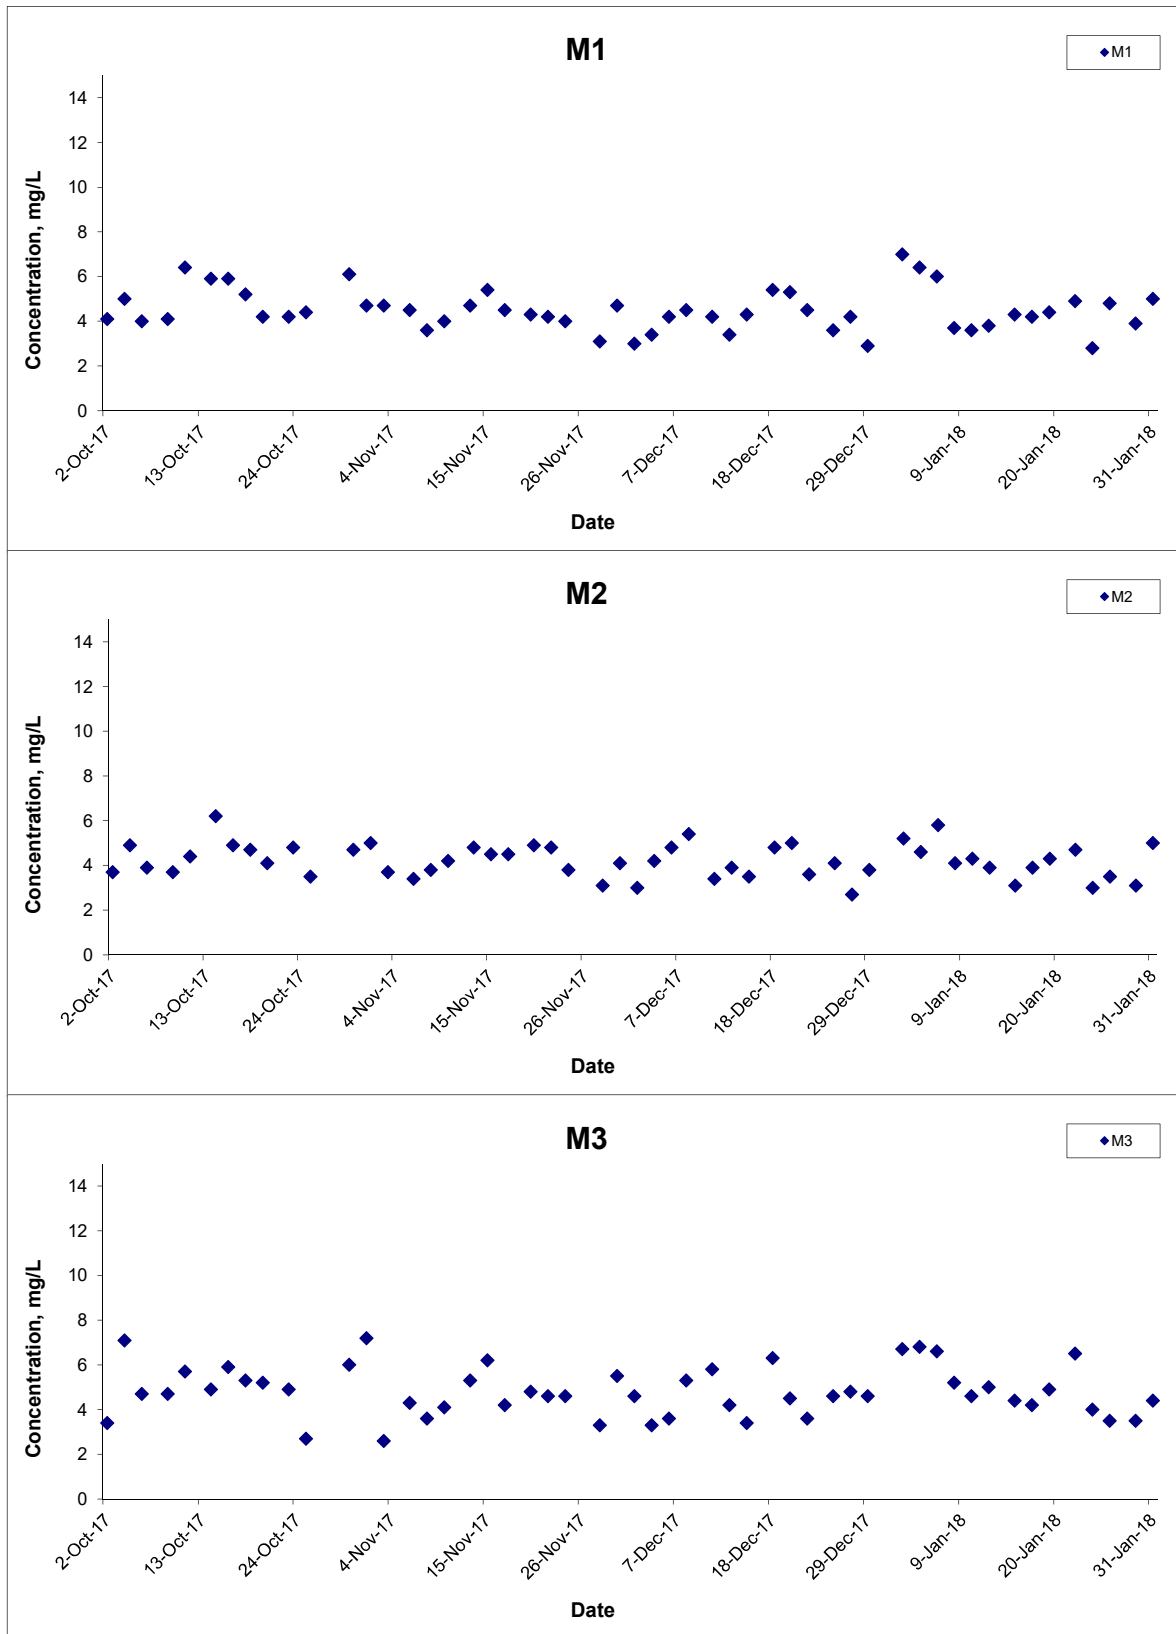 M1
M1
14
12
10
8
6
4
2
0
Concentration, mg/L
2-Oct-17
13-Oct-17
24-Oct-17
4-Nov-17
15-Nov-17
26-Nov-17
7-Dec-17
18-Dec-17
29-Dec-17
9-Jan-18
20-Jan-18
31-Jan-18
Date
M2
M2
14
12
10
8
6
4
2
0
Concentration, mg/L
2-Oct-17
13-Oct-17
24-Oct-17
4-Nov-17
15-Nov-17
26-Nov-17
7-Dec-17
18-Dec-17
29-Dec-17
9-Jan-18
20-Jan-18
31-Jan-18
Date
M3
M3
14
12
10
8
6
4
2
0
Concentration, mg/L
2-Oct-17
13-Oct-17
24-Oct-17
4-Nov-17
15-Nov-17
26-Nov-17
7-Dec-17
18-Dec-17
29-Dec-17
9-Jan-18
20-Jan-18
31-Jan-18
Date